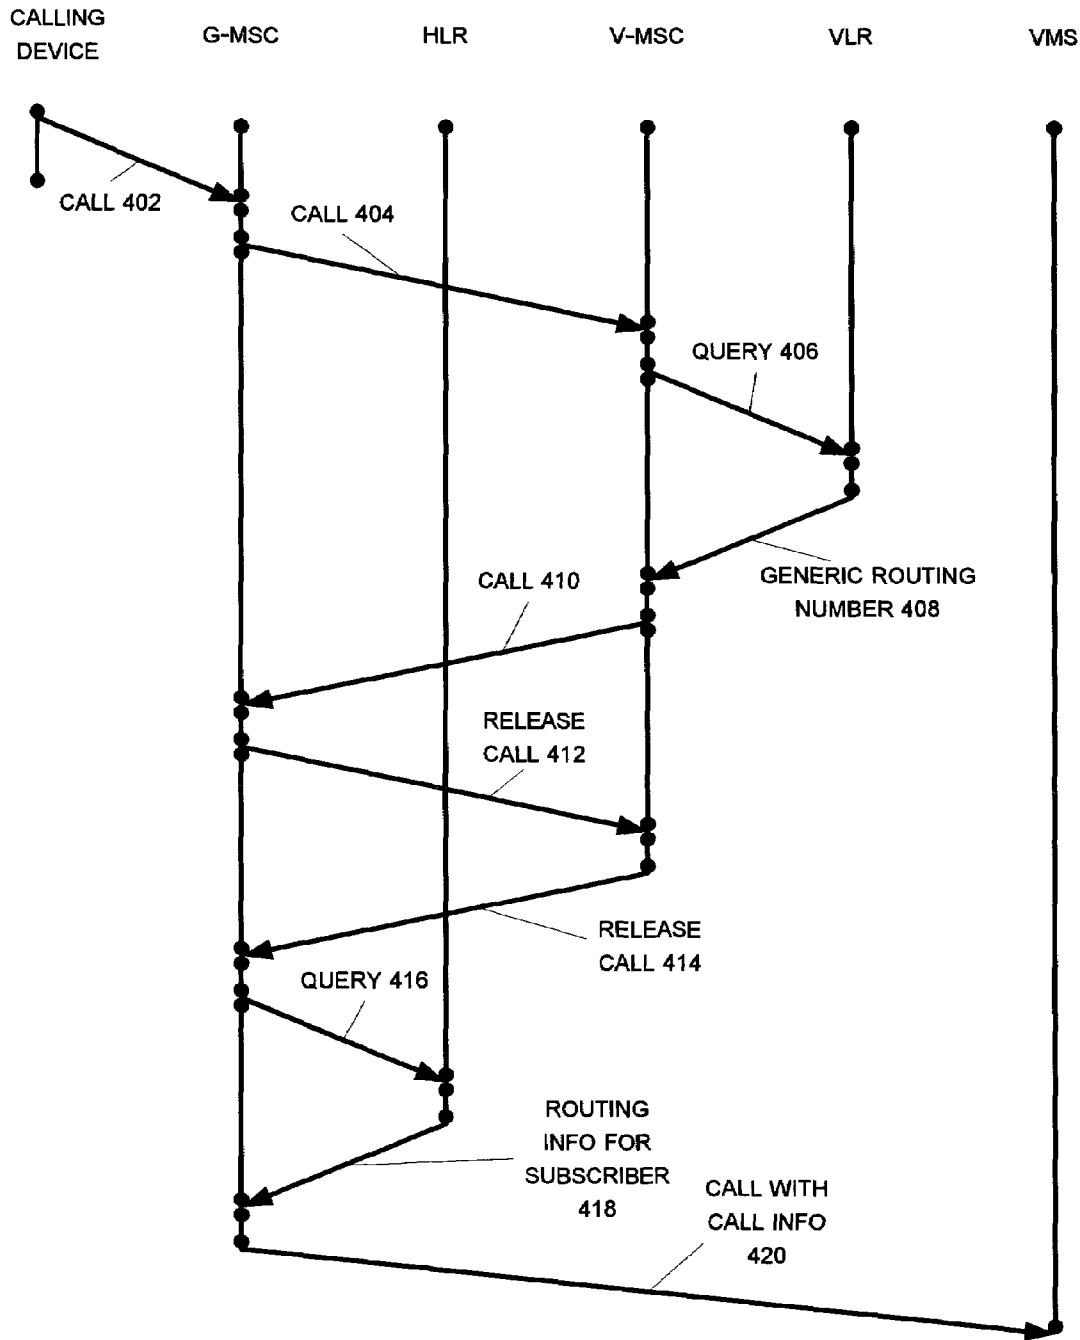 CALLING
DEVICE
G-MSC
HLR
V-MSC
VLR
VMS
CALL 402
CALL 404
QUERY 406
GENERIC ROUTING
NUMBER 408
CALL 410
RELEASE
CALL 412
RELEASE
CALL 414
QUERY 416
ROUTING
INFO FOR
SUBSCRIBER
418
CALL WITH
CALL INFO
420